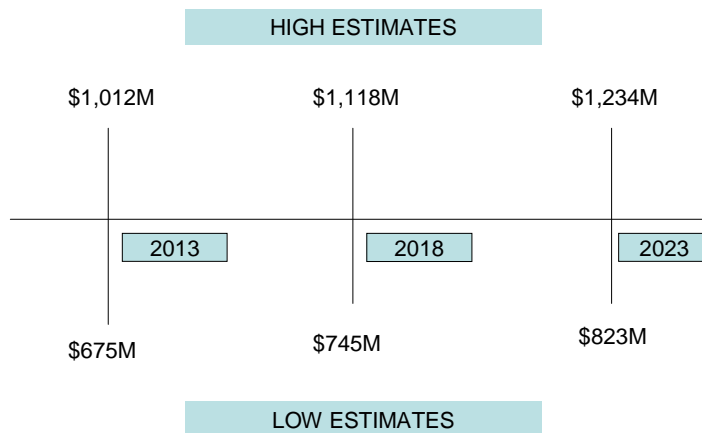 HIGH ESTIMATES
$1,012M $1,118M $1,234M
2013 2018 2023
$675M $745M $823M
LOW ESTIMATES